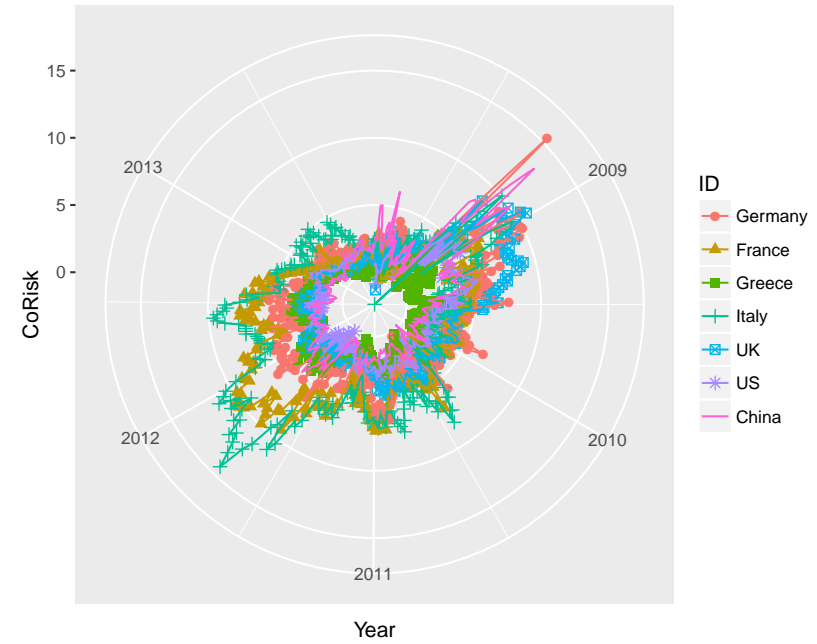 15
10
5
0
CoRisk
2013
2009
2012
2010
2011
Year
ID
Germany
France
Greece
Italy
UK
US
China